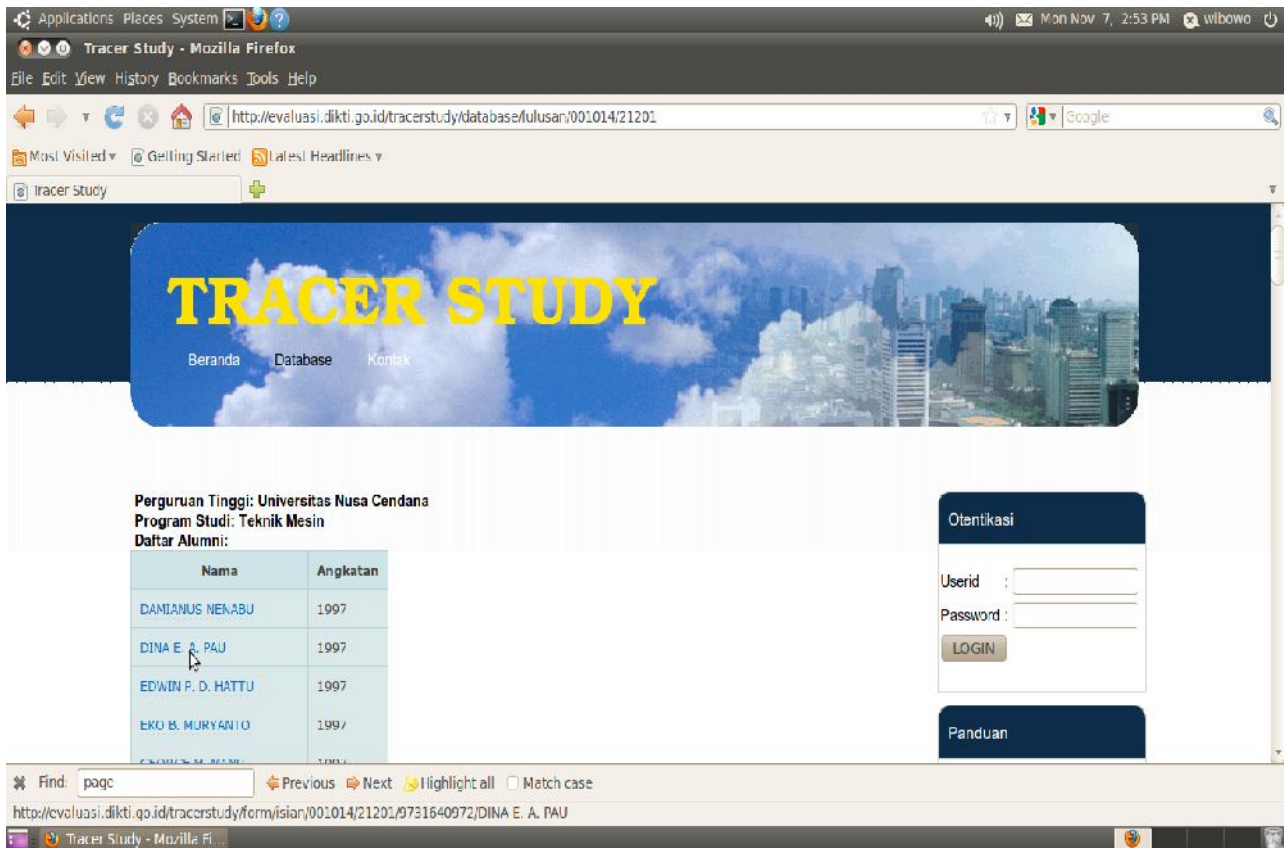 Applications Places System Mon Nov 7, 2:53 PM wibowo
Tracer Study - Mozilla Firefox
File Edit View History Bookmarks Tools Help
http://evaluasi.dikti.go.id/tracerstudy/database/lulusan/001014/21201 Google
Most Visited Getting Started Latest Headlines
Tracer Study
TRACER STUDY
Beranda Database Kontak
Perguruan Tinggi: Universitas Nusa Cendana
Program Studi: Teknik Mesin
Daftar Alumni:
Nama Angkatan
DAMIANUS NENABU 1997
DINA E. A. PAU 1997
EDWIN P. D. HATTU 1997
EKO B. MURYANTO 1997
Otentikasi
Userid :
Password :
LOGIN
Panduan
Find: page Previous Next Highlight all Match case
http://evaluasi.dikti.go.id/tracerstudy/form/isian/001014/21201/9731640972/DINA E. A. PAU
Tracer Study - Mozilla Fi...